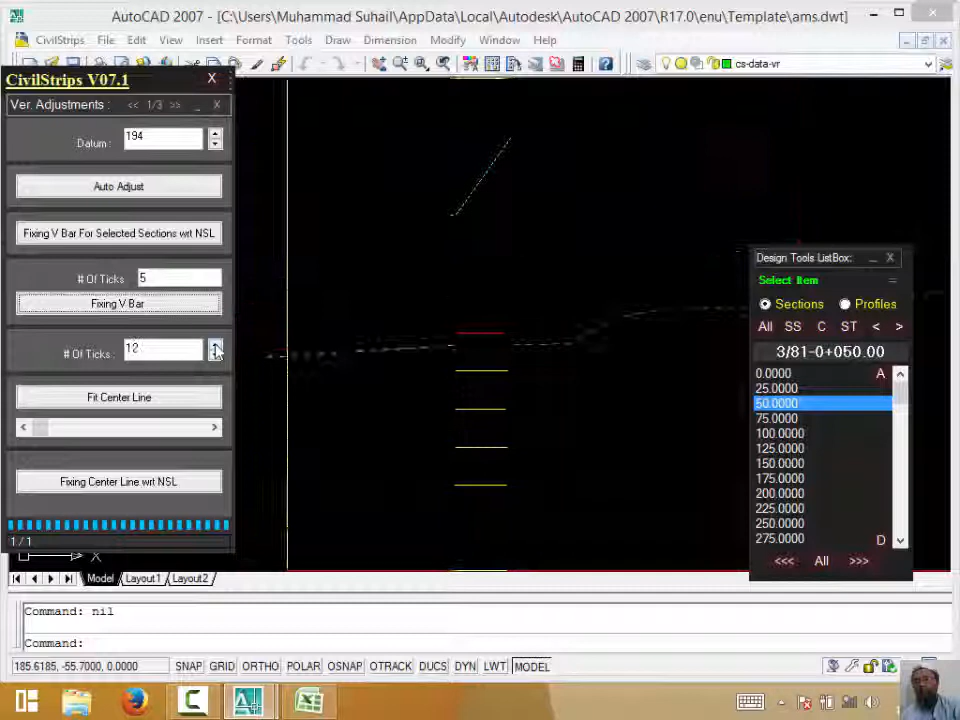 AutoCAD 2007 - [C:\Users\Muhammad Suhail\AppData\Local\Autodesk\AutoCAD 2007\R17.0\enu\Template\ams.dwt]
CivilStrips File Edit View Insert Format Tools Draw Dimension Modify Window Help
cs-data-vr
CivilStrips V07.1 X
Ver. Adjustments : << 1/3 >> _ X
Datum : 194
Auto Adjust
Fixing V Bar For Selected Sections wrt NSL
# Of Ticks 5
Fixing V Bar
# Of Ticks : 12
Fit Center Line
Fixing Center Line wrt NSL
1/1
X
Design Tools ListBox: _ X
Select Item =
Sections Profiles
All SS C ST < >
3/81-0+050.00
0.0000 A
25.0000
50.0000
75.0000
100.0000
125.0000
150.0000
175.0000
200.0000
225.0000
250.0000
275.0000 D
<<< All >>>
Model Layout1 Layout2
Command: nil
Command:
185.6185, -55.7000, 0.0000 SNAP GRID ORTHO POLAR OSNAP OTRACK DUCS DYN LWT MODEL